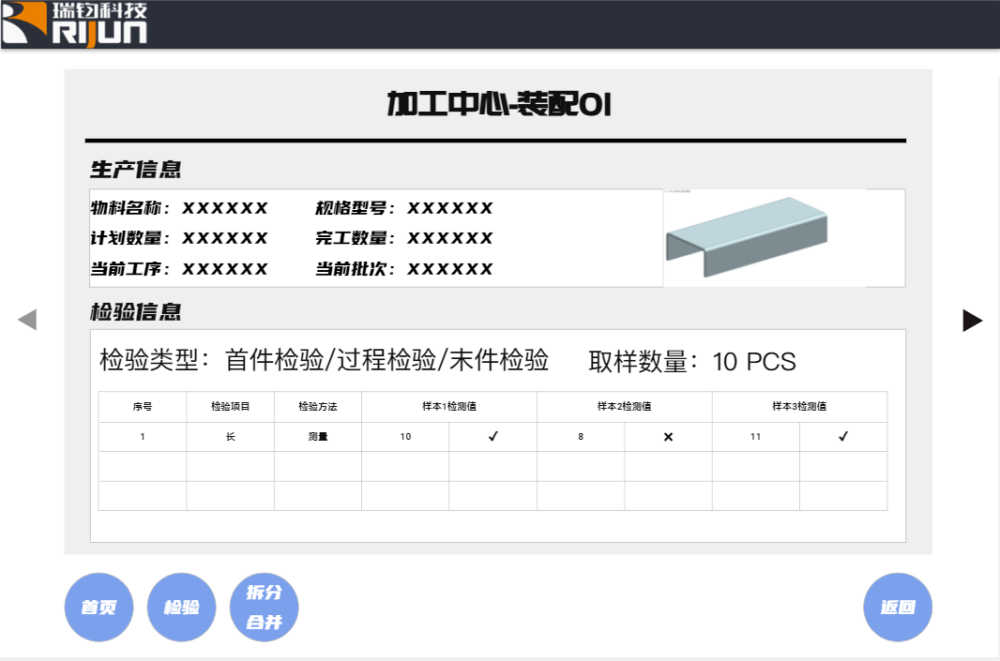 瑞钧科技
RIJUN
加工中心-装配01
生产信息
物料名称：XXXXXX 规格型号：XXXXXX
计划数量：XXXXXX 完工数量：XXXXXX
当前工序：XXXXXX 当前批次：XXXXXX
检验信息
检验类型：首件检验/过程检验/末件检验 取样数量：10 PCS
序号 检验项目 检验方法 样本1检测值 样本2检测值 样本3检测值
1 长 测量 10 ✓ 8 ✕ 11 ✓
首页 检验 拆分 返回
合并